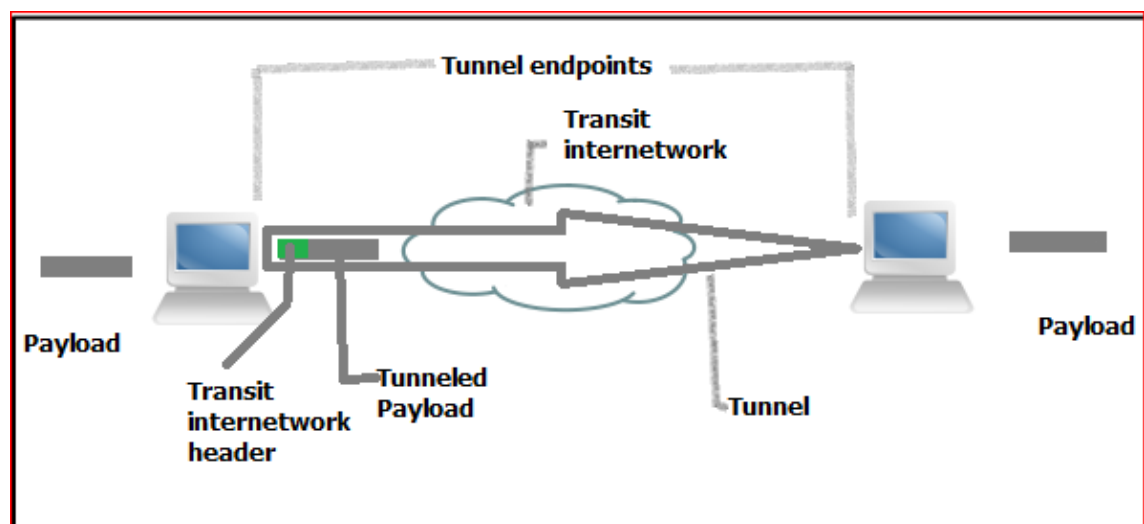 Tunnel endpoints
Transit
internetwork
Payload
Payload
Transit
internetwork
header
Tunneled
Payload
Tunnel